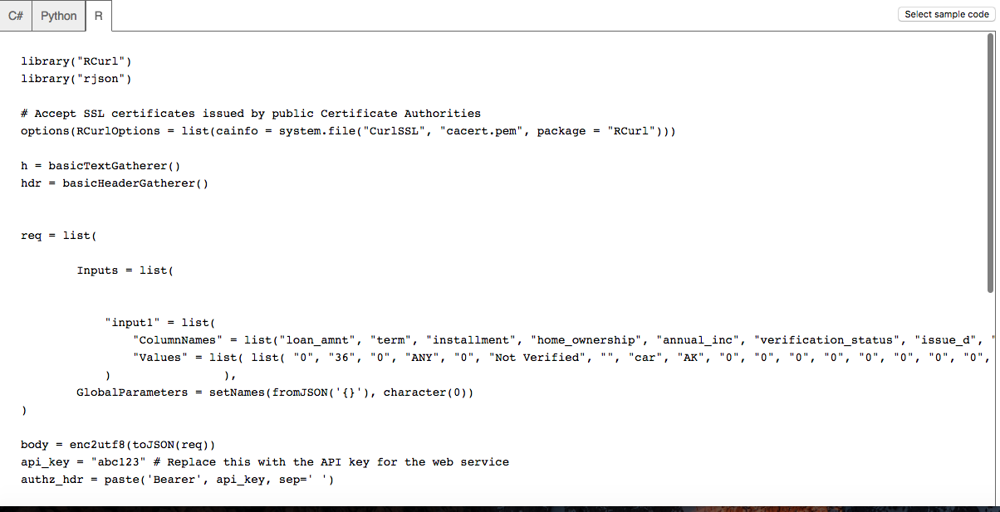 C# Python R Select sample code
library("RCurl")
library("rjson")
# Accept SSL certificates issued by public Certificate Authorities
options(RCurlOptions = list(cainfo = system.file("CurlSSL", "cacert.pem", package = "RCurl")))
h = basicTextGatherer()
hdr = basicHeaderGatherer()
req = list(
Inputs = list(
"input1" = list(
"ColumnNames" = list("loan_amnt", "term", "installment", "home_ownership", "annual_inc", "verification_status", "issue_d", "
"Values" = list( list( "0", "36", "0", "ANY", "0", "Not Verified", "", "car", "AK", "0", "0", "0", "0", "0", "0", "0", "0",
) ),
GlobalParameters = setNames(fromJSON('{}'), character(0))
)
body = enc2utf8(toJSON(req))
api_key = "abc123" # Replace this with the API key for the web service
authz_hdr = paste('Bearer', api_key, sep=' ')